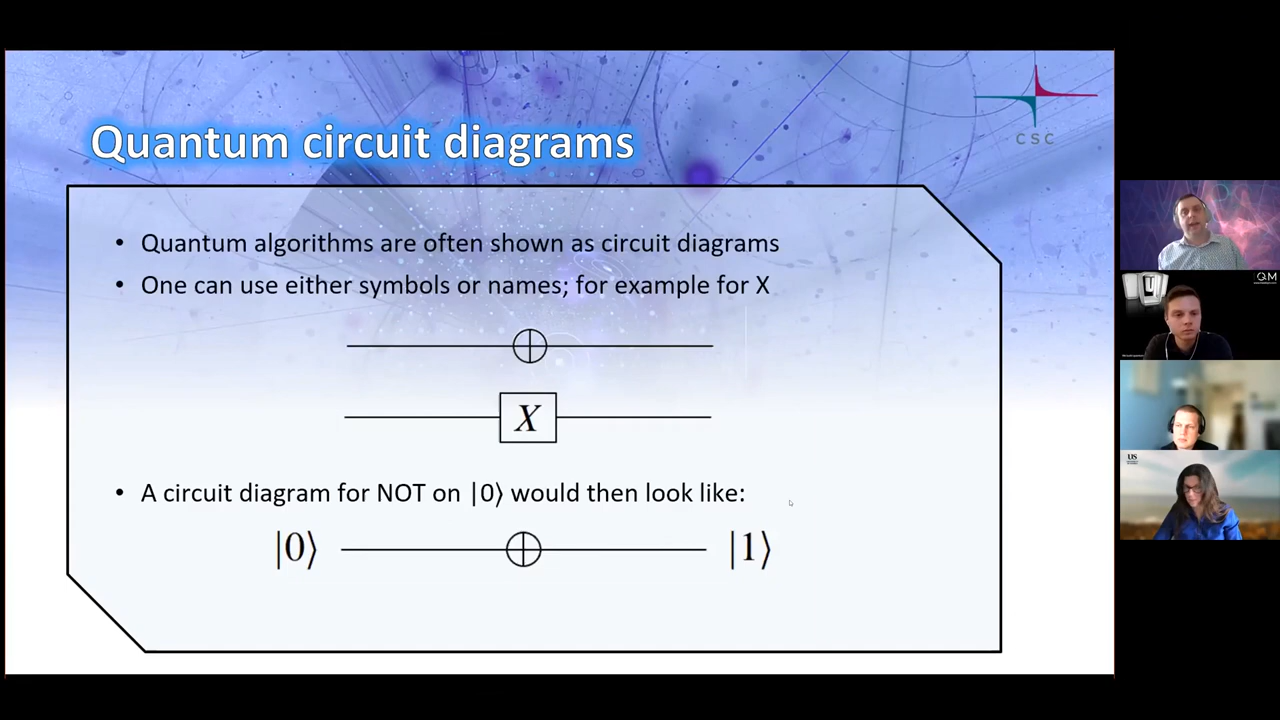 Quantum circuit diagrams
CSC
• Quantum algorithms are often shown as circuit diagrams
• One can use either symbols or names; for example for X
X
• A circuit diagram for NOT on |0⟩ would then look like:
|0⟩ |1⟩
QM
US